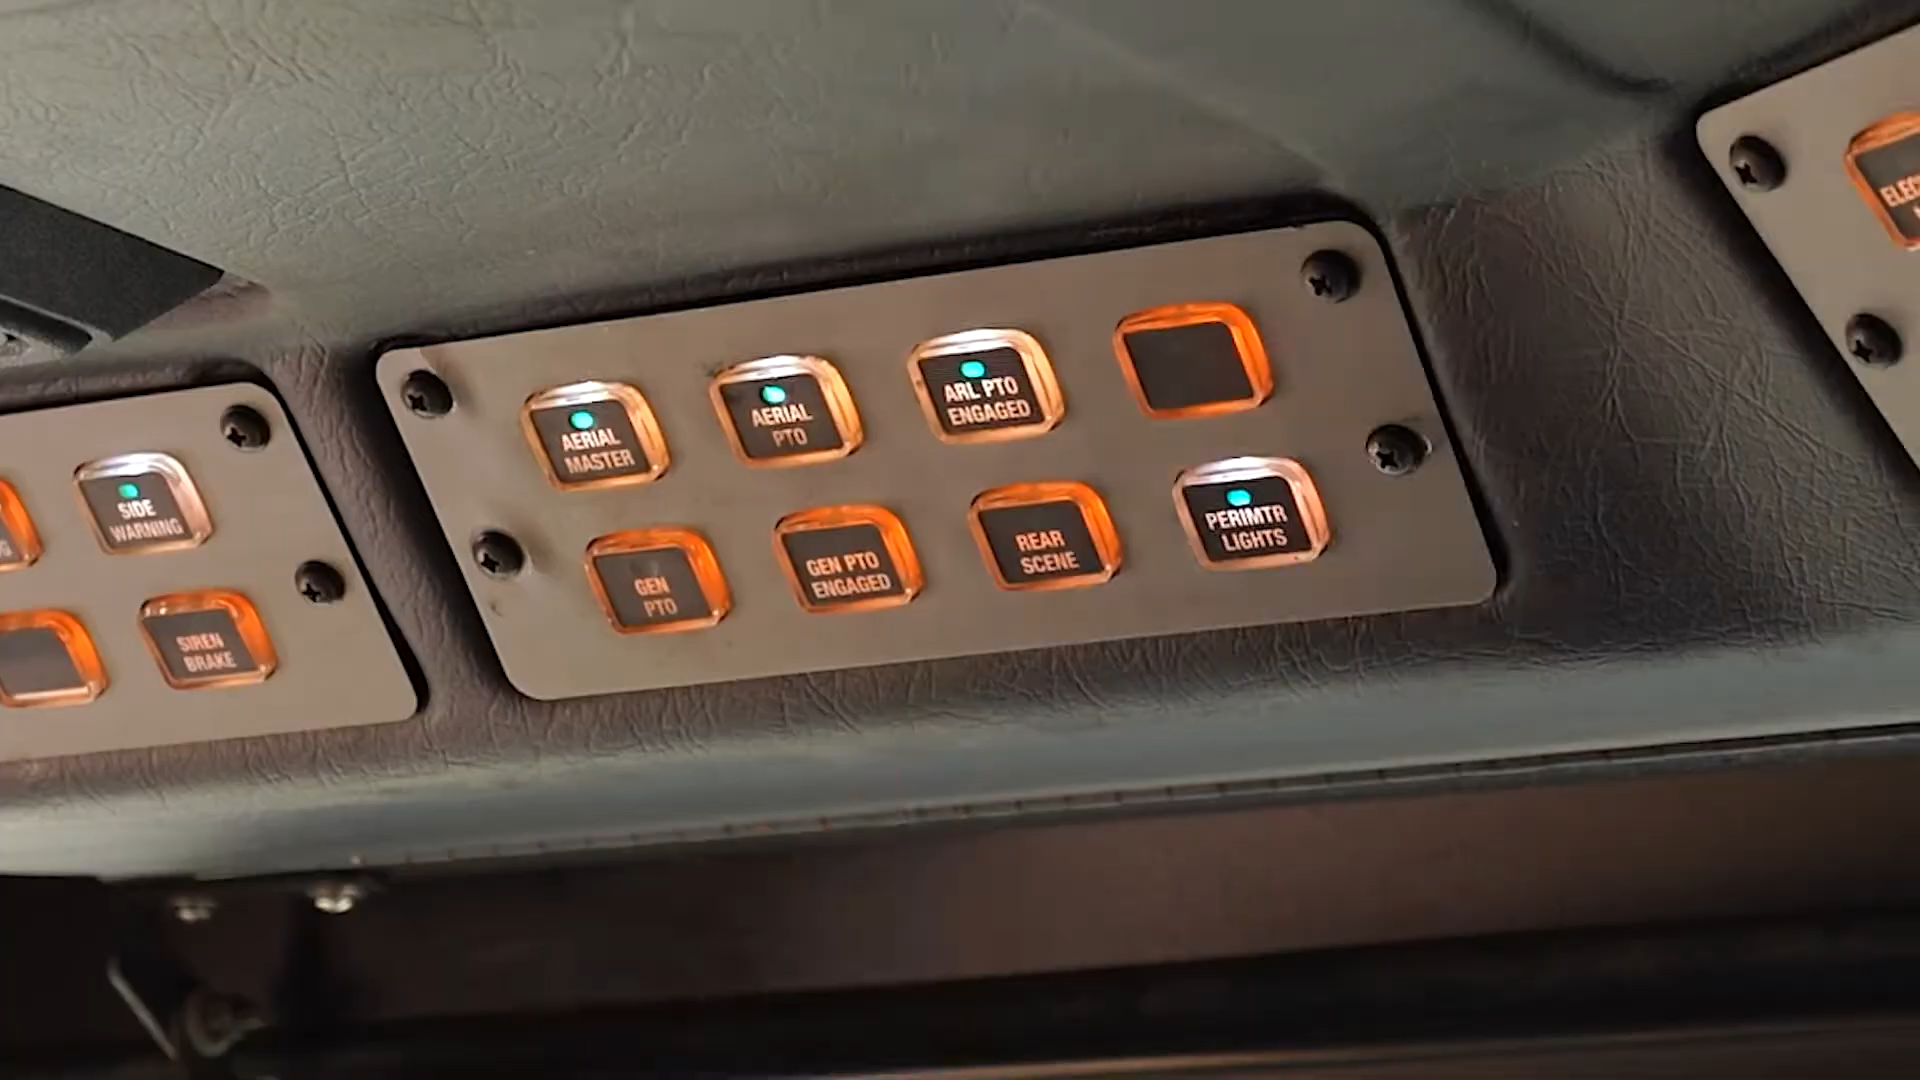 SIDE
WARNING
SIREN
BRAKE
AERIAL
MASTER
AERIAL
PTO
ARL PTO
ENGAGED
GEN
PTO
GEN PTO
ENGAGED
REAR
SCENE
PERIMTR
LIGHTS